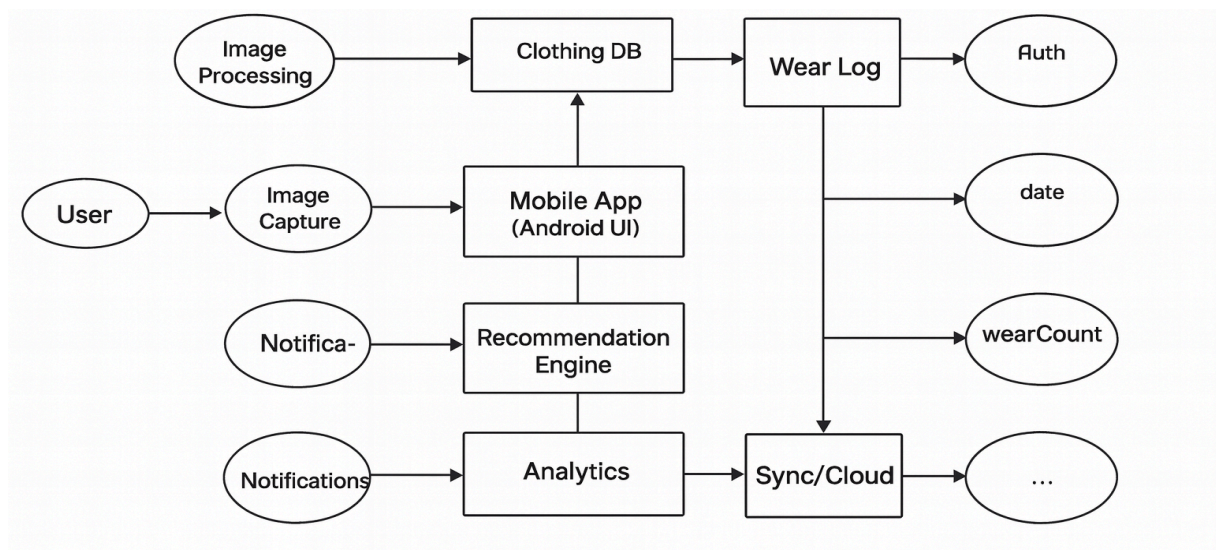 Image
Processing
Clothing DB
Wear Log
Auth
User
Image
Capture
Mobile App
(Android UI)
date
Notifica-
Recommendation
Engine
wearCount
Notifications
Analytics
Sync/Cloud
...